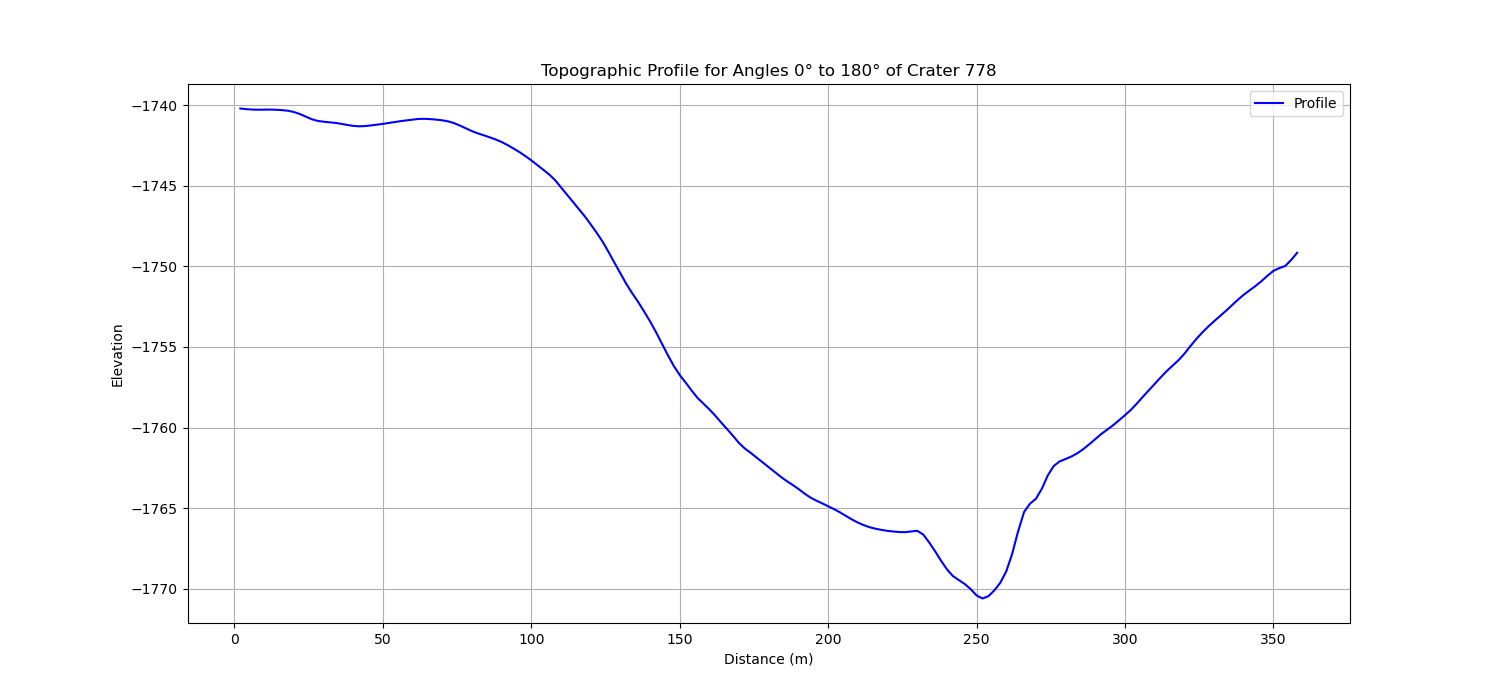 Topographic Profile for Angles 0° to 180° of Crater 778
Profile
Elevation
−1740
−1745
−1750
−1755
−1760
−1765
−1770
0 50 100 150 200 250 300 350
Distance (m)